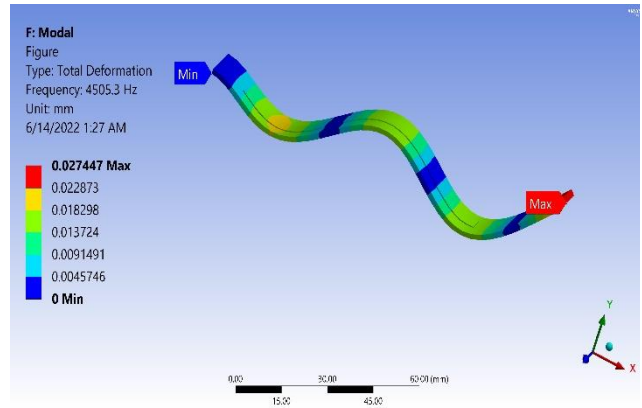 F: Modal
Figure
Type: Total Deformation
Frequency: 4505.3 Hz
Unit: mm
6/14/2022 1:27 AM
0.027447 Max
0.022873
0.018298
0.013724
0.0091491
0.0045746
0 Min
Min
Max
Y
X
0.00 30.00 60.00 (mm)
15.00 45.00